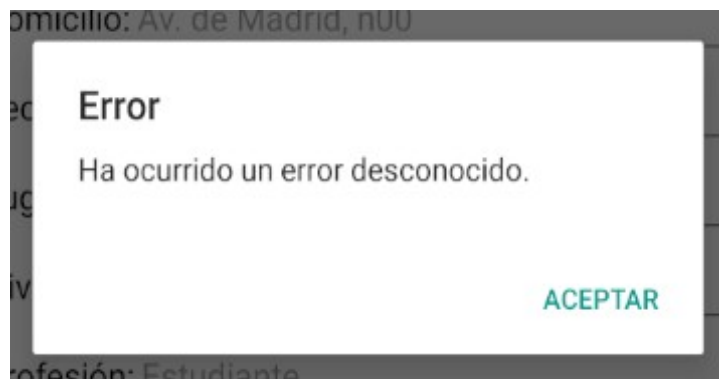 omicilio: Av. de Madrid, n00
Error
Ha ocurrido un error desconocido.
ACEPTAR
rofesión: Estudiante